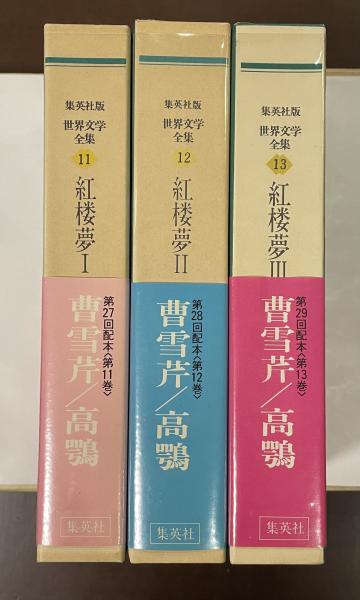 集英社版
世界文学
全集
11
紅楼夢I
第27回配本〈第11巻〉
曹雪芹／高鶚
集英社
集英社版
世界文学
全集
12
紅楼夢II
第28回配本〈第12巻〉
曹雪芹／高鶚
集英社
集英社版
世界文学
全集
13
紅楼夢III
第29回配本〈第13巻〉
曹雪芹／高鶚
集英社